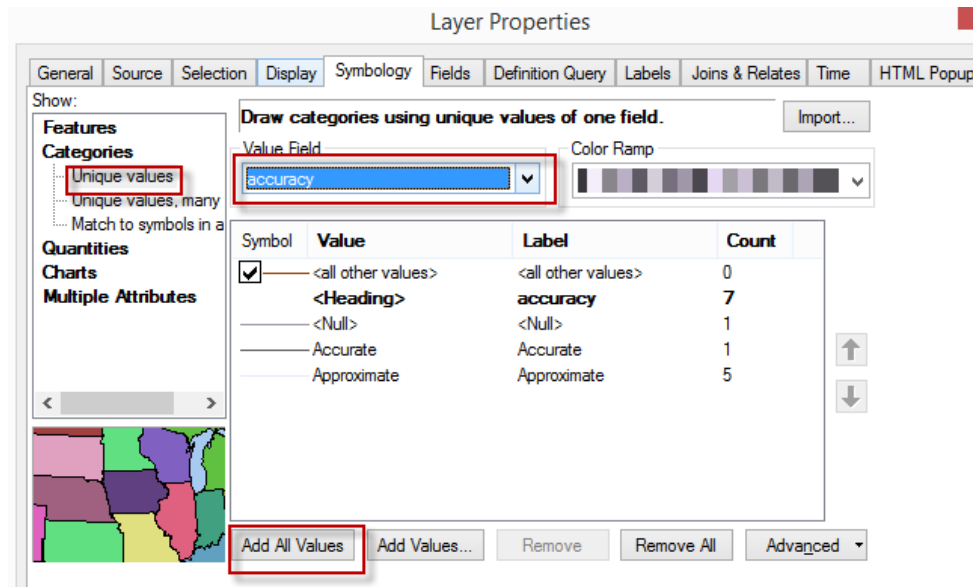 Layer Properties
General Source Selection Display Symbology Fields Definition Query Labels Joins & Relates Time HTML Popup
Show:
Features
Categories
Unique values
Unique values, many
Match to symbols in a
Quantities
Charts
Multiple Attributes
Draw categories using unique values of one field.
Import...
Value Field
accuracy
Color Ramp
Symbol Value Label Count
<all other values> <all other values> 0
<Heading> accuracy 7
<Null> <Null> 1
Accurate Accurate 1
Approximate Approximate 5
Add All Values Add Values... Remove Remove All Advanced